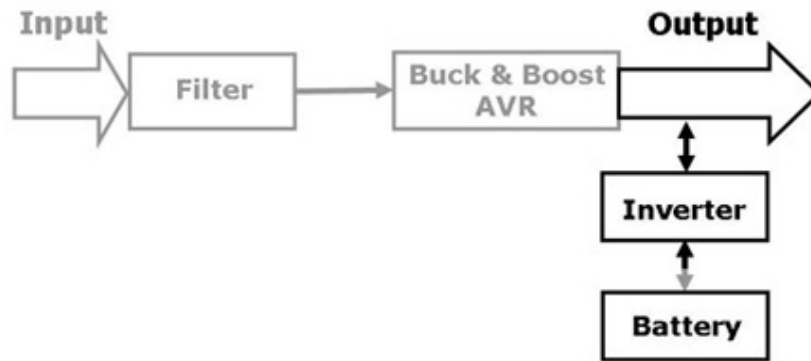 Input
Output
Filter
Buck & Boost
AVR
Inverter
Battery